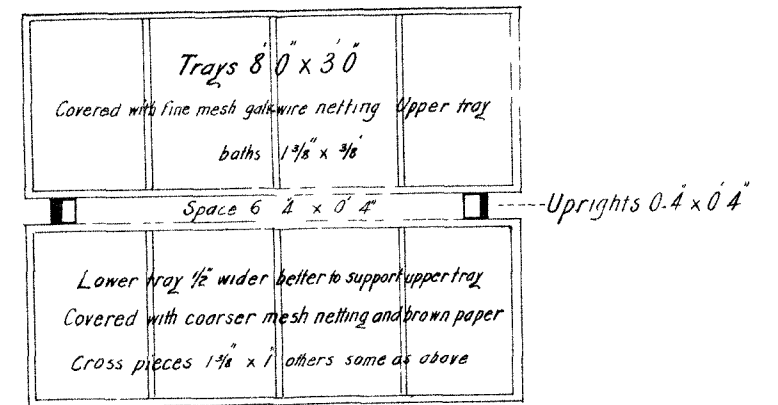 Trays 8' 0" x 3' 0"
Covered with fine mesh galv wire netting Upper tray
baths 1 3/8" x 3/8"
Space 6' 4" x 0' 4"
Uprights 0.4" x 0' 4"
Lower tray 1/2" wider better to support upper tray
Covered with coarser mesh netting and brown paper
Cross pieces 1 3/8" x 1" others same as above